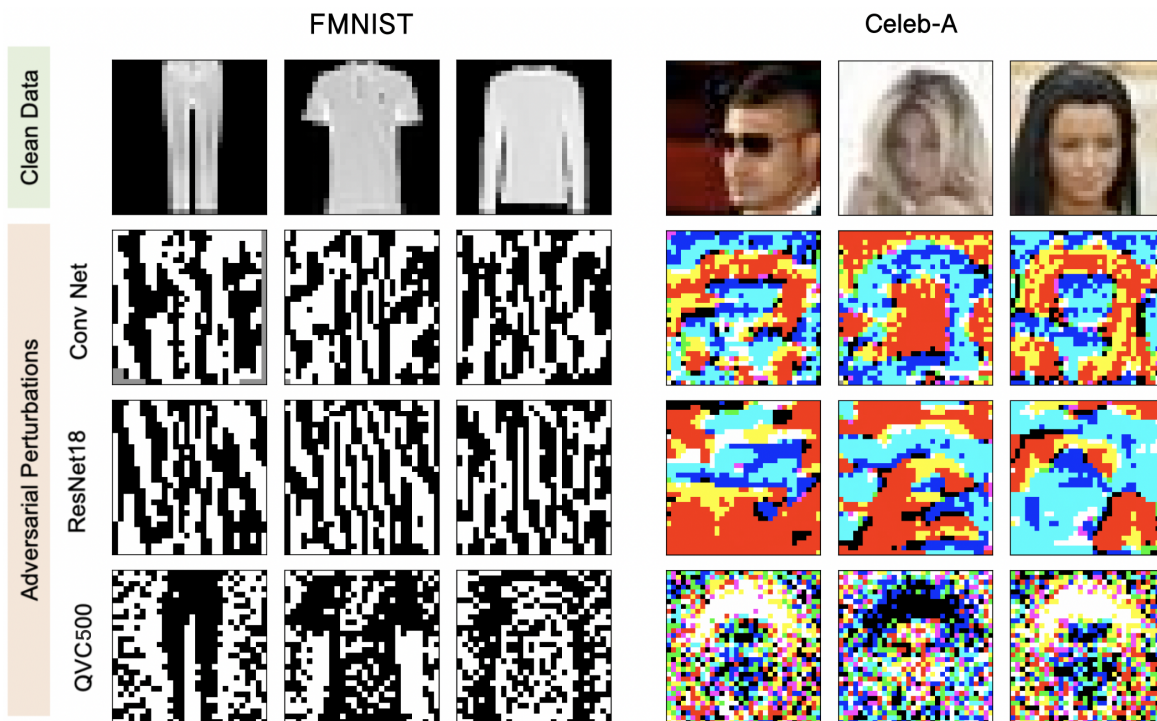 FMNIST
Celeb-A
Clean Data
Adversarial Perturbations
Conv Net
ResNet18
QVC500